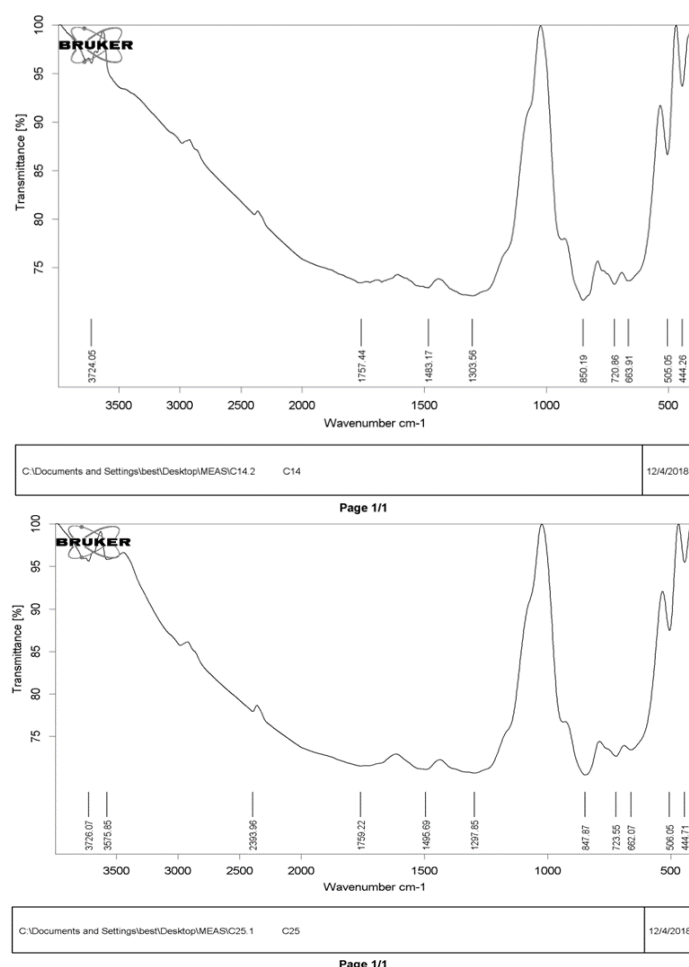 100
BRUKER
95
90
85
80
75
Transmittance [%]
3724.05
1757.44
1483.17
1303.56
850.19
720.86
663.91
505.05
444.26
3500 3000 2500 2000 1500 1000 500
Wavenumber cm-1
C:\Documents and Settings\best\Desktop\MEAS\C14.2 C14 12/4/2018
Page 1/1
100
BRUKER
95
90
85
80
75
Transmittance [%]
3726.07
3575.85
2393.96
1759.22
1495.69
1297.85
847.87
723.55
662.07
506.05
444.71
3500 3000 2500 2000 1500 1000 500
Wavenumber cm-1
C:\Documents and Settings\best\Desktop\MEAS\C25.1 C25 12/4/2018
Page 1/1